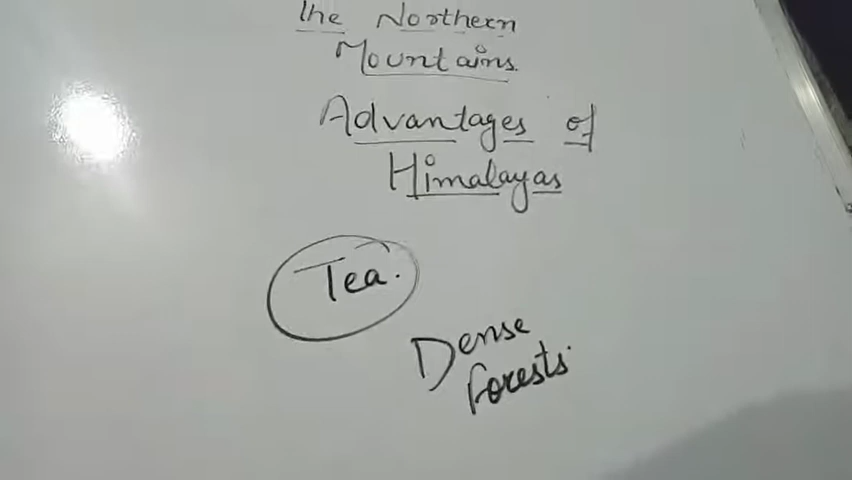 The Northern
Mountains.
Advantages of
Himalayas
Tea.
Dense
Forests.